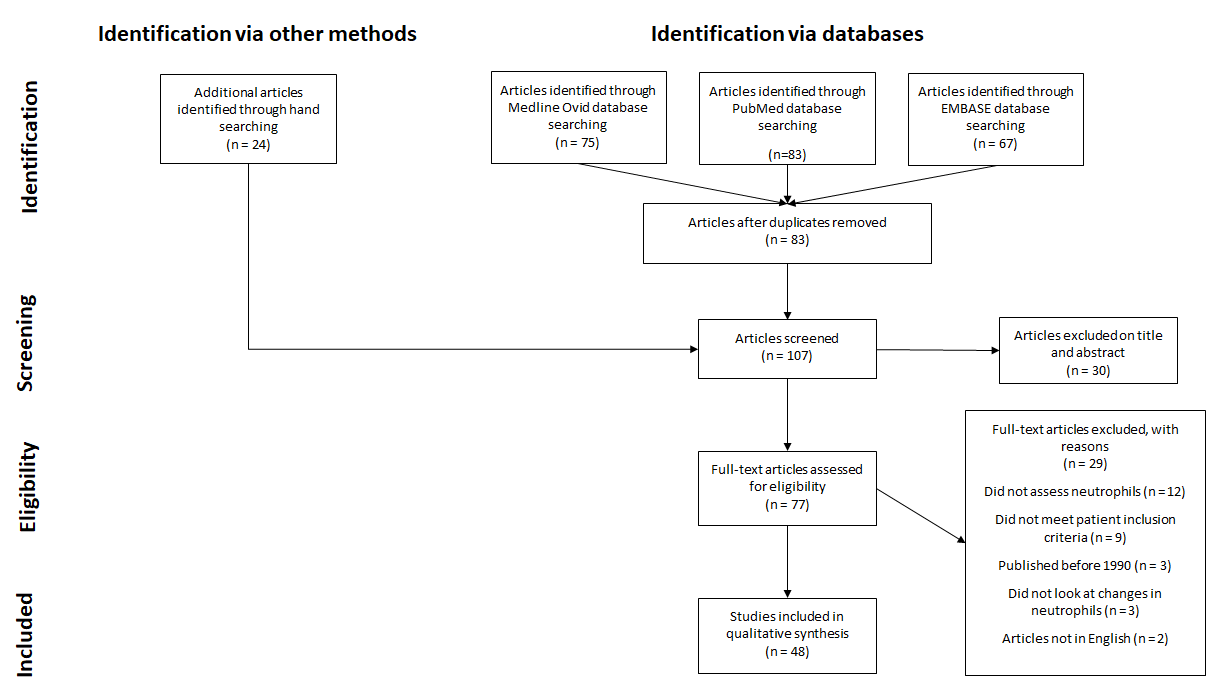 Identification via other methods
Identification via databases
Identification
Additional articles
identified through hand
searching
(n = 24)
Articles identified through
Medline Ovid database
searching
(n = 75)
Articles identified through
PubMed database
searching
(n=83)
Articles identified through
EMBASE database
searching
(n = 67)
Articles after duplicates removed
(n = 83)
Screening
Articles screened
(n = 107)
Articles excluded on title
and abstract
(n = 30)
Eligibility
Full-text articles assessed
for eligibility
(n = 77)
Full-text articles excluded, with
reasons
(n = 29)
Did not assess neutrophils (n = 12)
Did not meet patient inclusion
criteria (n = 9)
Published before 1990 (n = 3)
Did not look at changes in
neutrophils (n = 3)
Articles not in English (n = 2)
Included
Studies included in
qualitative synthesis
(n = 48)